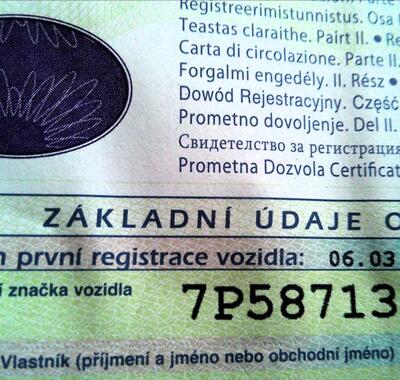 Registreerimistunnistus. Osa
Teastas claraithe. Pairt II. • Re
Carta di circolazione. Parte II.
Forgalmi engedély. II. Rész •
Dowód Rejestracyjny. Część
Prometno dovoljenje. Del II.
Свидетелство за регистрация
Prometna Dozvola Certificat
ZÁKLADNÍ ÚDAJE O
první registrace vozidla: 06.03
značka vozidla 7P58713
Vlastník (příjmení a jméno nebo obchodní jméno)